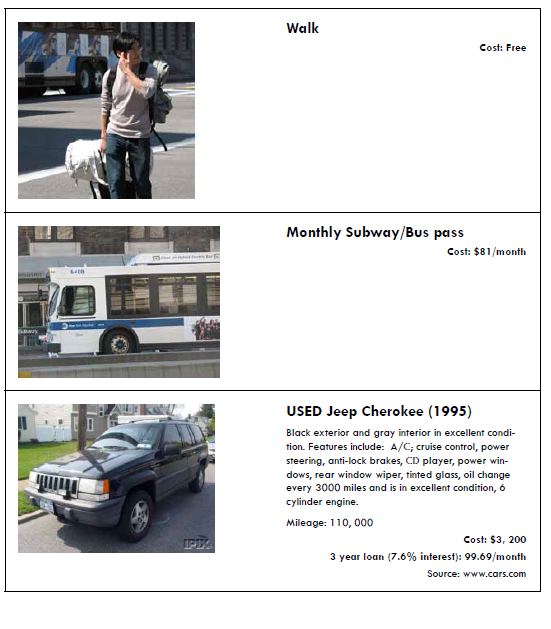 Walk
Cost: Free
Monthly Subway/Bus pass
Cost: $81/month
USED Jeep Cherokee (1995)
Black exterior and gray interior in excellent condi-
tion. Features include:  A/C; cruise control, power
steering, anti-lock brakes, CD player, power win-
dows, rear window wiper, tinted glass, oil change
every 3000 miles and is in excellent condition, 6
cylinder engine.
Mileage: 110, 000
Cost: $3, 200
3 year loan (7.6% interest): 99.69/month
Source: www.cars.com
IPIX